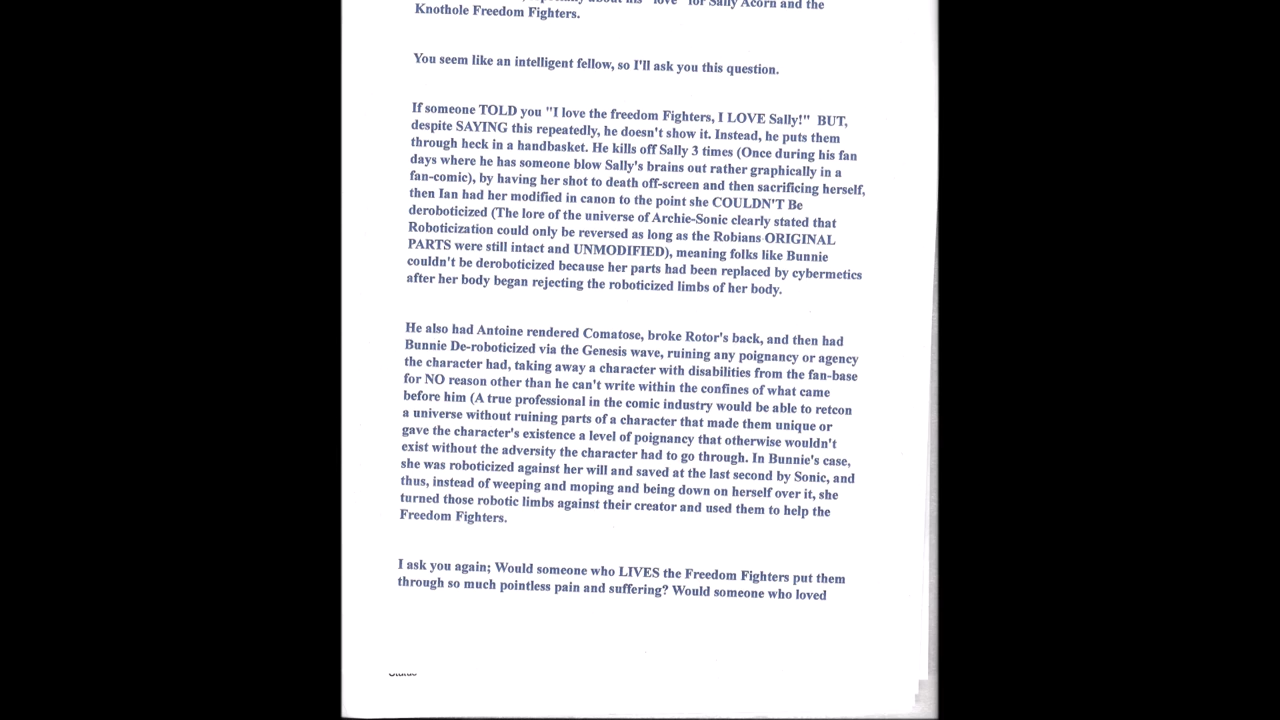 "love" for Sally Acorn and the
Knothole Freedom Fighters.
You seem like an intelligent fellow, so I'll ask you this question.
If someone TOLD you "I love the freedom Fighters, I LOVE Sally!" BUT,
despite SAYING this repeatedly, he doesn't show it. Instead, he puts them
through heck in a handbasket. He kills off Sally 3 times (Once during his fan
days where he has someone blow Sally's brains out rather graphically in a
fan-comic), by having her shot to death off-screen and then sacrificing herself,
then Ian had her modified in canon to the point she COULDN'T Be
deroboticized (The lore of the universe of Archie-Sonic clearly stated that
Roboticization could only be reversed as long as the Robians ORIGINAL
PARTS were still intact and UNMODIFIED), meaning folks like Bunnie
couldn't be deroboticized because her parts had been replaced by cybermetics
after her body began rejecting the roboticized limbs of her body.
He also had Antoine rendered Comatose, broke Rotor's back, and then had
Bunnie De-roboticized via the Genesis wave, ruining any poignancy or agency
the character had, taking away a character with disabilities from the fan-base
for NO reason other than he can't write within the confines of what came
before him (A true professional in the comic industry would be able to retcon
a universe without ruining parts of a character that made them unique or
gave the character's existence a level of poignancy that otherwise wouldn't
exist without the adversity the character had to go through. In Bunnie's case,
she was roboticized against her will and saved at the last second by Sonic, and
thus, instead of weeping and moping and being down on herself over it, she
turned those robotic limbs against their creator and used them to help the
Freedom Fighters.
I ask you again; Would someone who LIVES the Freedom Fighters put them
through so much pointless pain and suffering? Would someone who loved